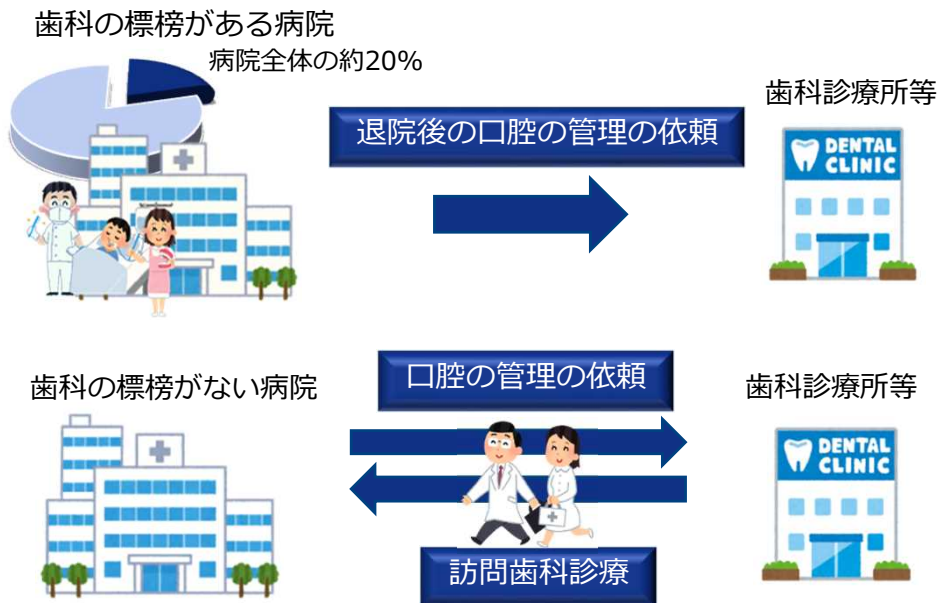 歯科の標榜がある病院
病院全体の約20%
退院後の口腔の管理の依頼
歯科診療所等
DENTAL
CLINIC
歯科の標榜がない病院
口腔の管理の依頼
歯科診療所等
DENTAL
CLINIC
訪問歯科診療